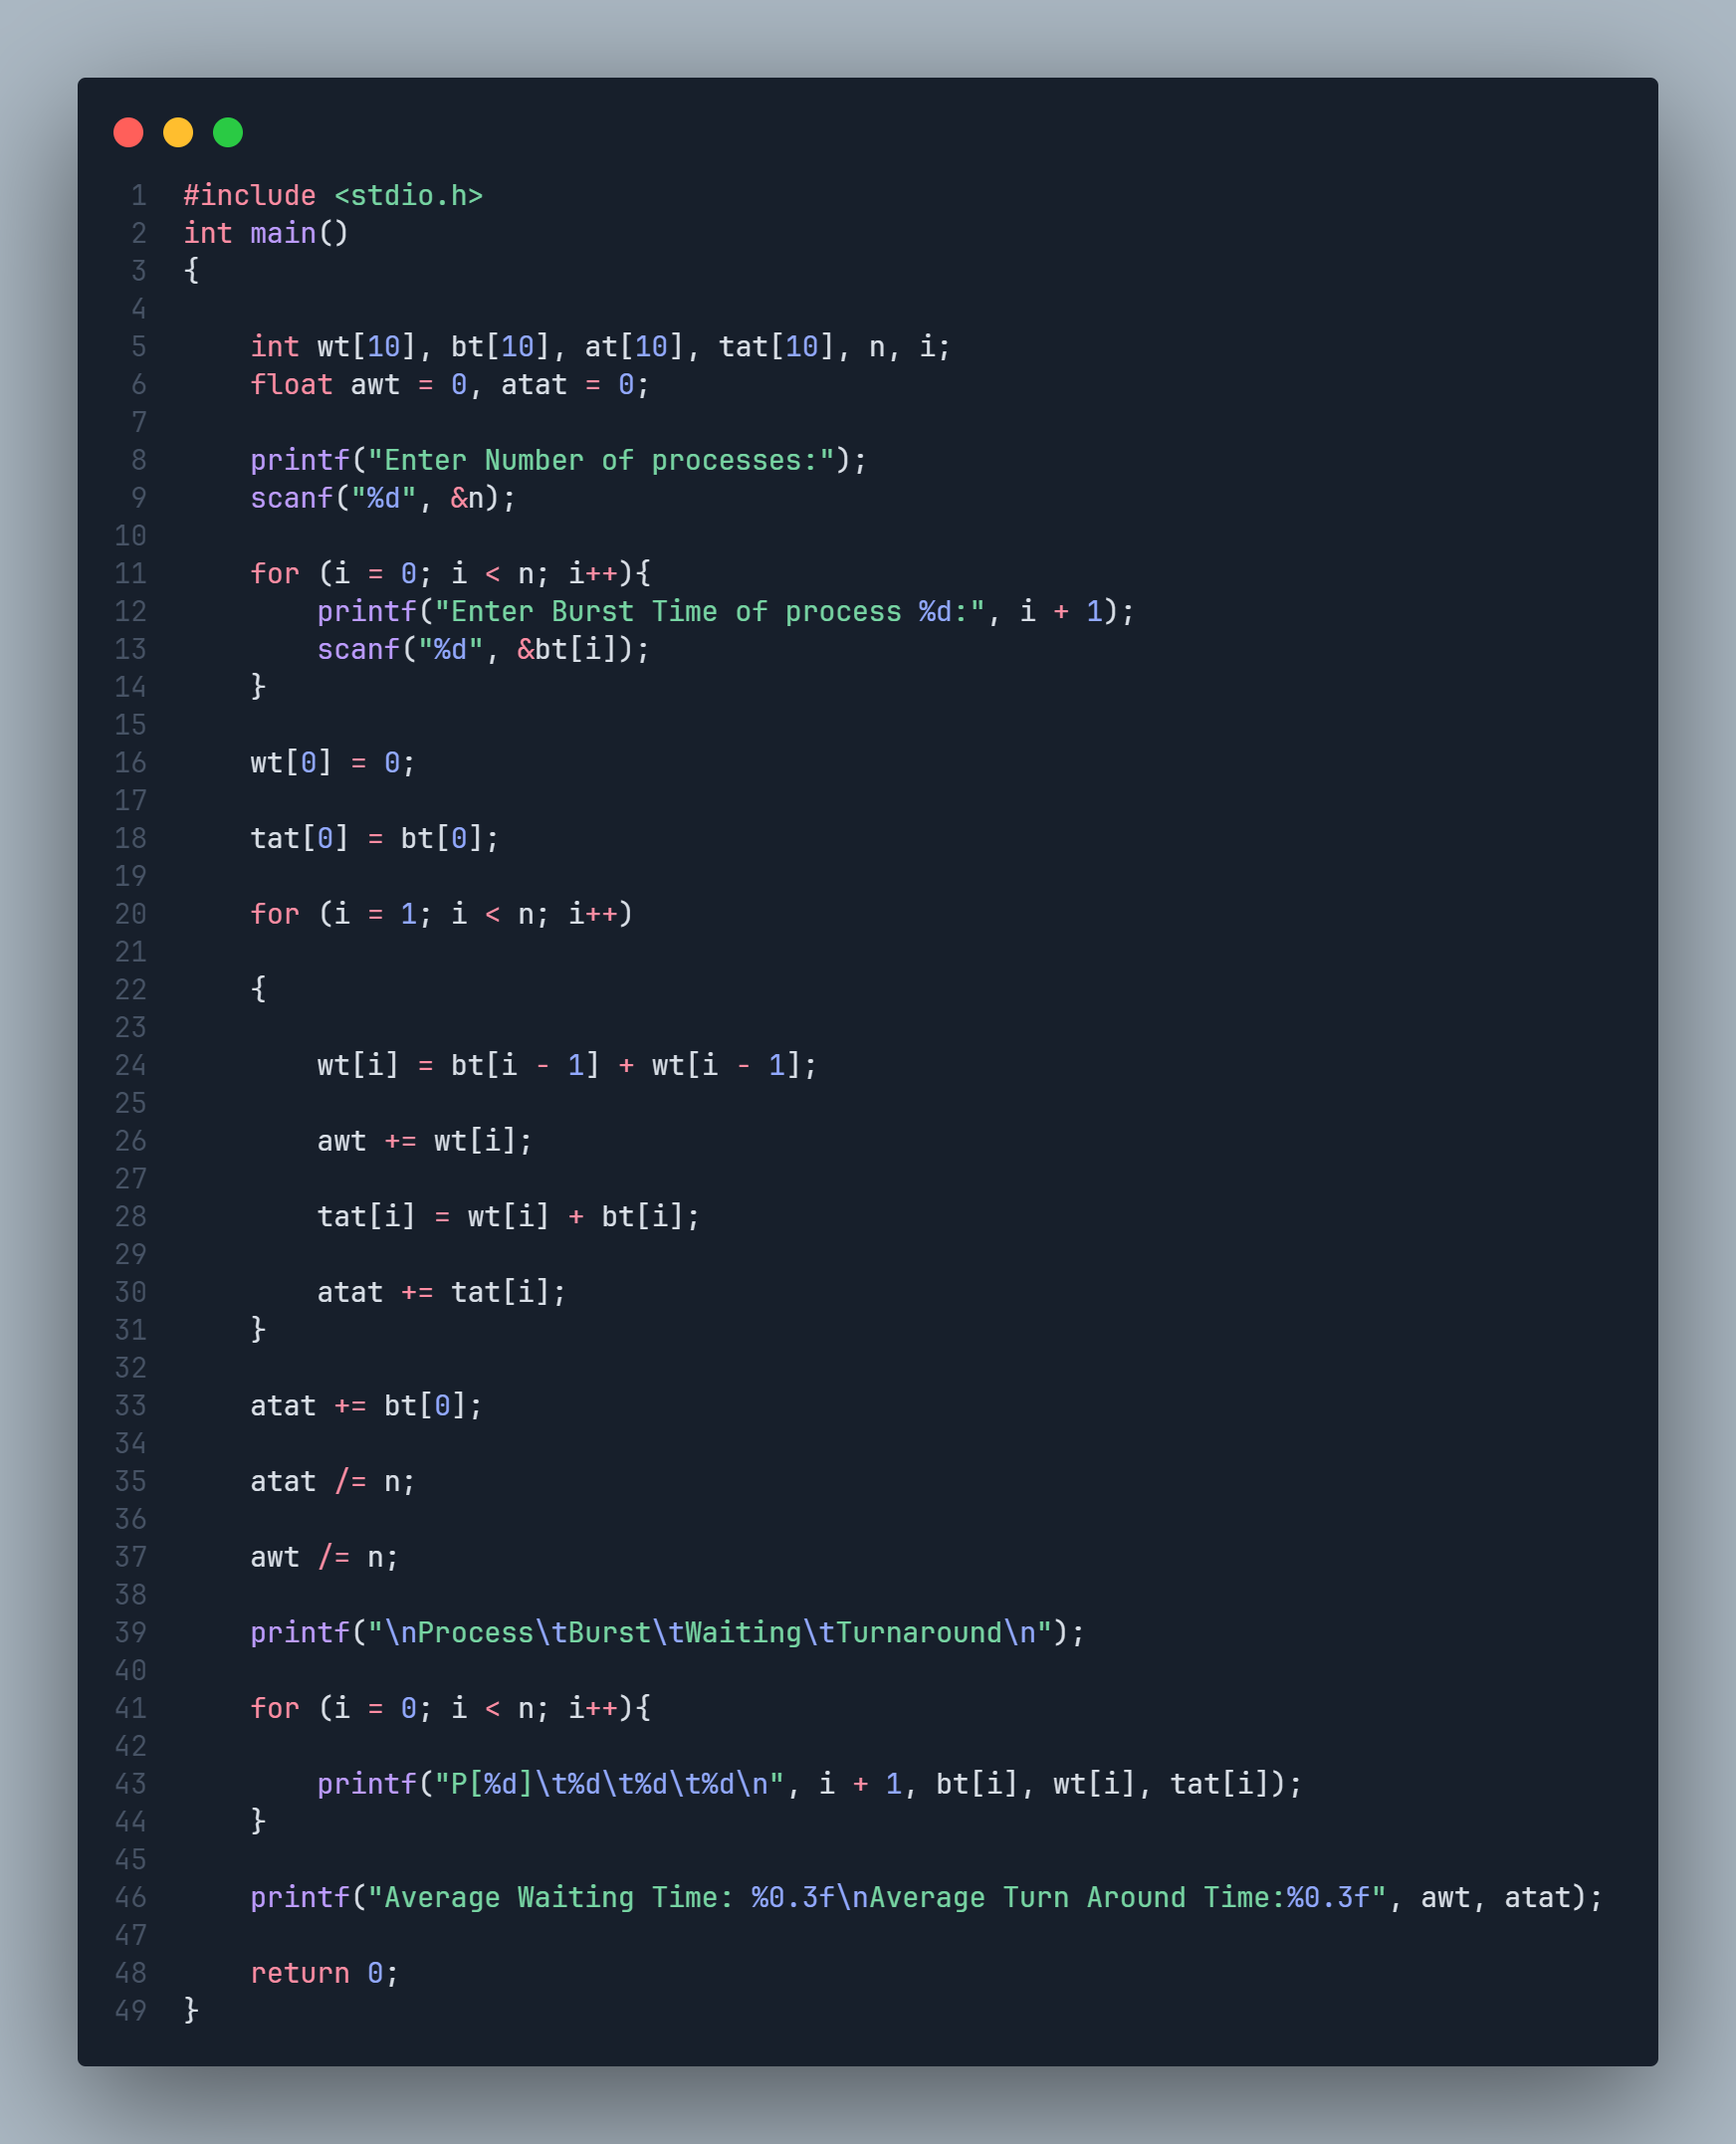 1 #include <stdio.h>
2 int main()
3 {
4
5     int wt[10], bt[10], at[10], tat[10], n, i;
6     float awt = 0, atat = 0;
7
8     printf("Enter Number of processes:");
9     scanf("%d", &n);
10
11     for (i = 0; i < n; i++){
12         printf("Enter Burst Time of process %d:", i + 1);
13         scanf("%d", &bt[i]);
14     }
15
16     wt[0] = 0;
17
18     tat[0] = bt[0];
19
20     for (i = 1; i < n; i++)
21
22     {
23
24         wt[i] = bt[i - 1] + wt[i - 1];
25
26         awt += wt[i];
27
28         tat[i] = wt[i] + bt[i];
29
30         atat += tat[i];
31     }
32
33     atat += bt[0];
34
35     atat /= n;
36
37     awt /= n;
38
39     printf("\nProcess\tBurst\tWaiting\tTurnaround\n");
40
41     for (i = 0; i < n; i++){
42
43         printf("P[%d]\t%d\t%d\t%d\n", i + 1, bt[i], wt[i], tat[i]);
44     }
45
46     printf("Average Waiting Time: %0.3f\nAverage Turn Around Time:%0.3f", awt, atat);
47
48     return 0;
49 }